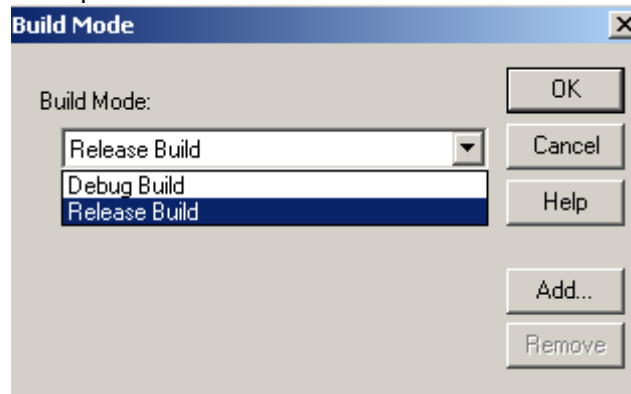 Build Mode
Build Mode:
OK
Release Build
Cancel
Debug Build
Release Build
Help
Add...
Remove